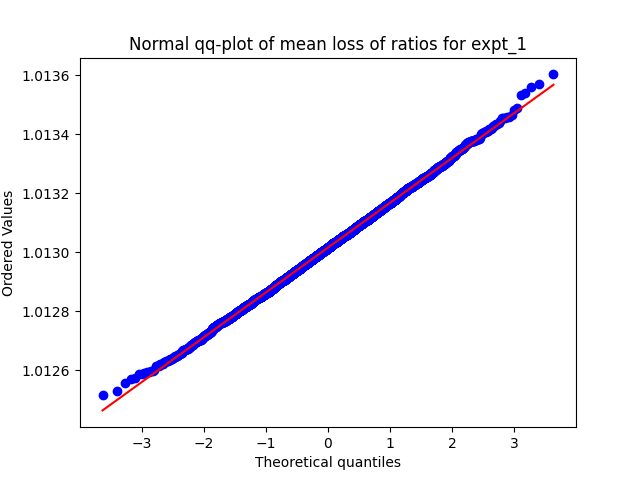 Normal qq-plot of mean loss of ratios for expt_1
Ordered Values
1.0136
1.0134
1.0132
1.0130
1.0128
1.0126
−3 −2 −1 0 1 2 3
Theoretical quantiles